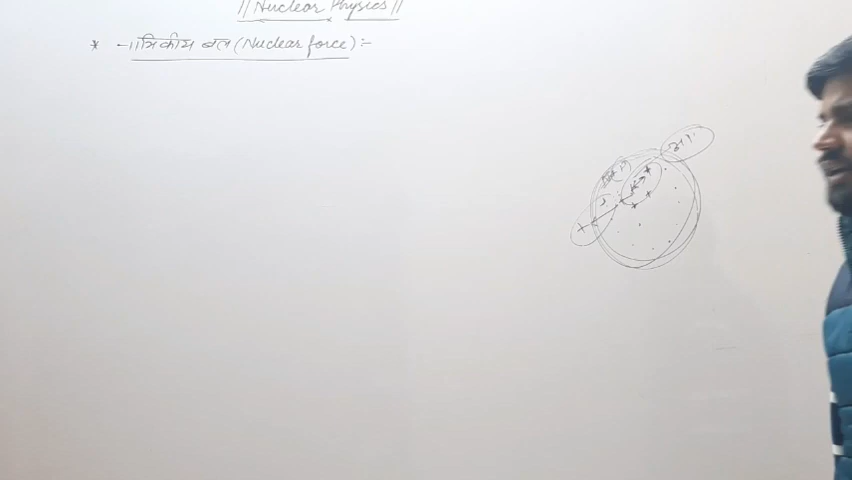 // Nuclear Physics //
* नाभिकीय बल (Nuclear force) :-